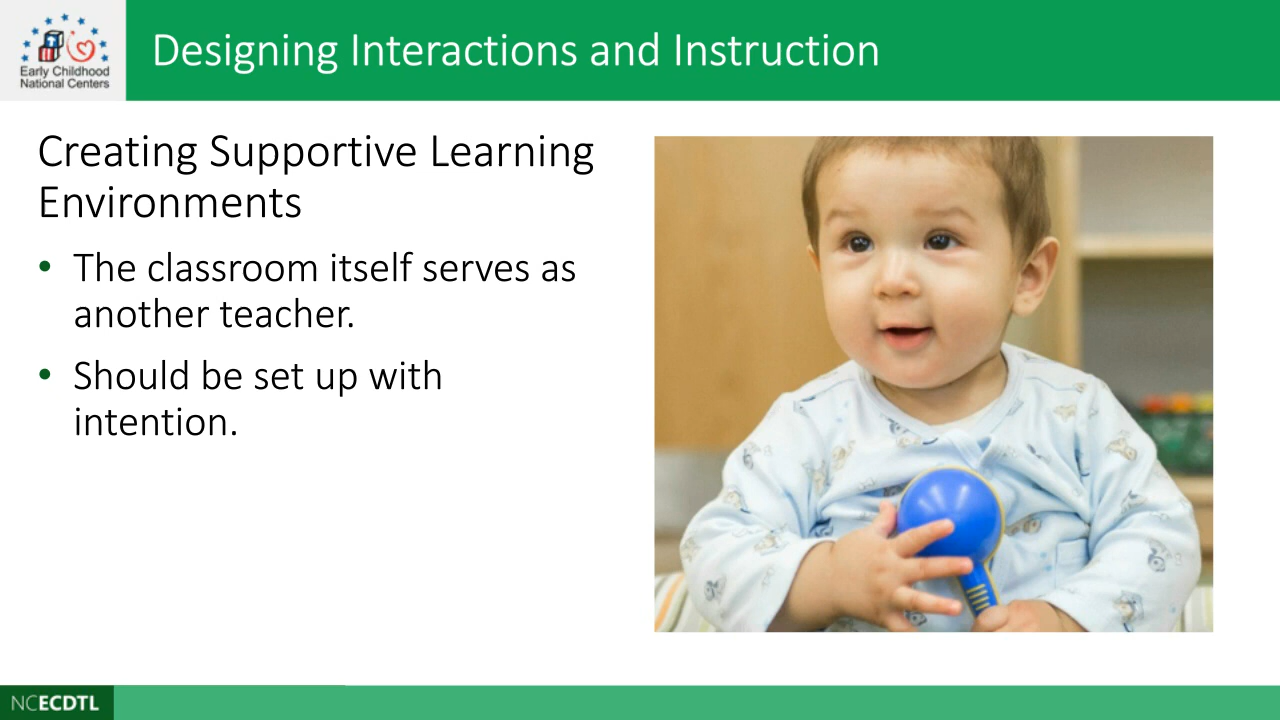 Early Childhood
National Centers
Designing Interactions and Instruction
Creating Supportive Learning
Environments
• The classroom itself serves as
another teacher.
• Should be set up with
intention.
NCECDTL